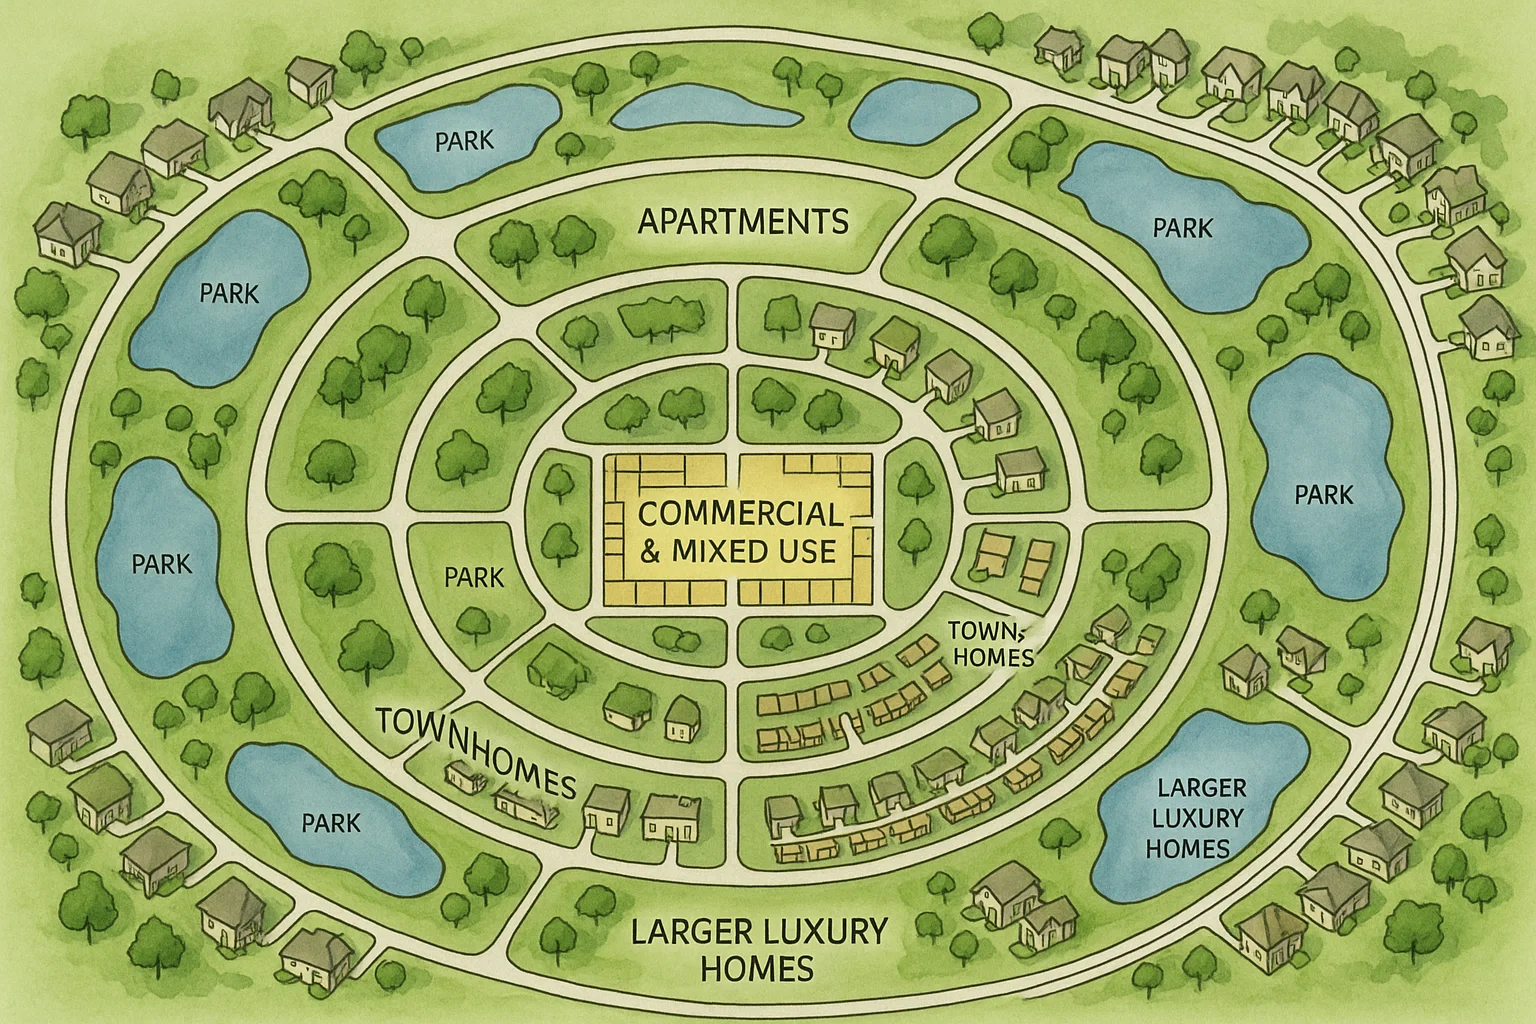 PARK
APARTMENTS
PARK
PARK
PARK
COMMERCIAL
& MIXED USE
PARK
PARK
TOWN-
HOMES
TOWNHOMES
PARK
LARGER
LUXURY
HOMES
LARGER LUXURY
HOMES